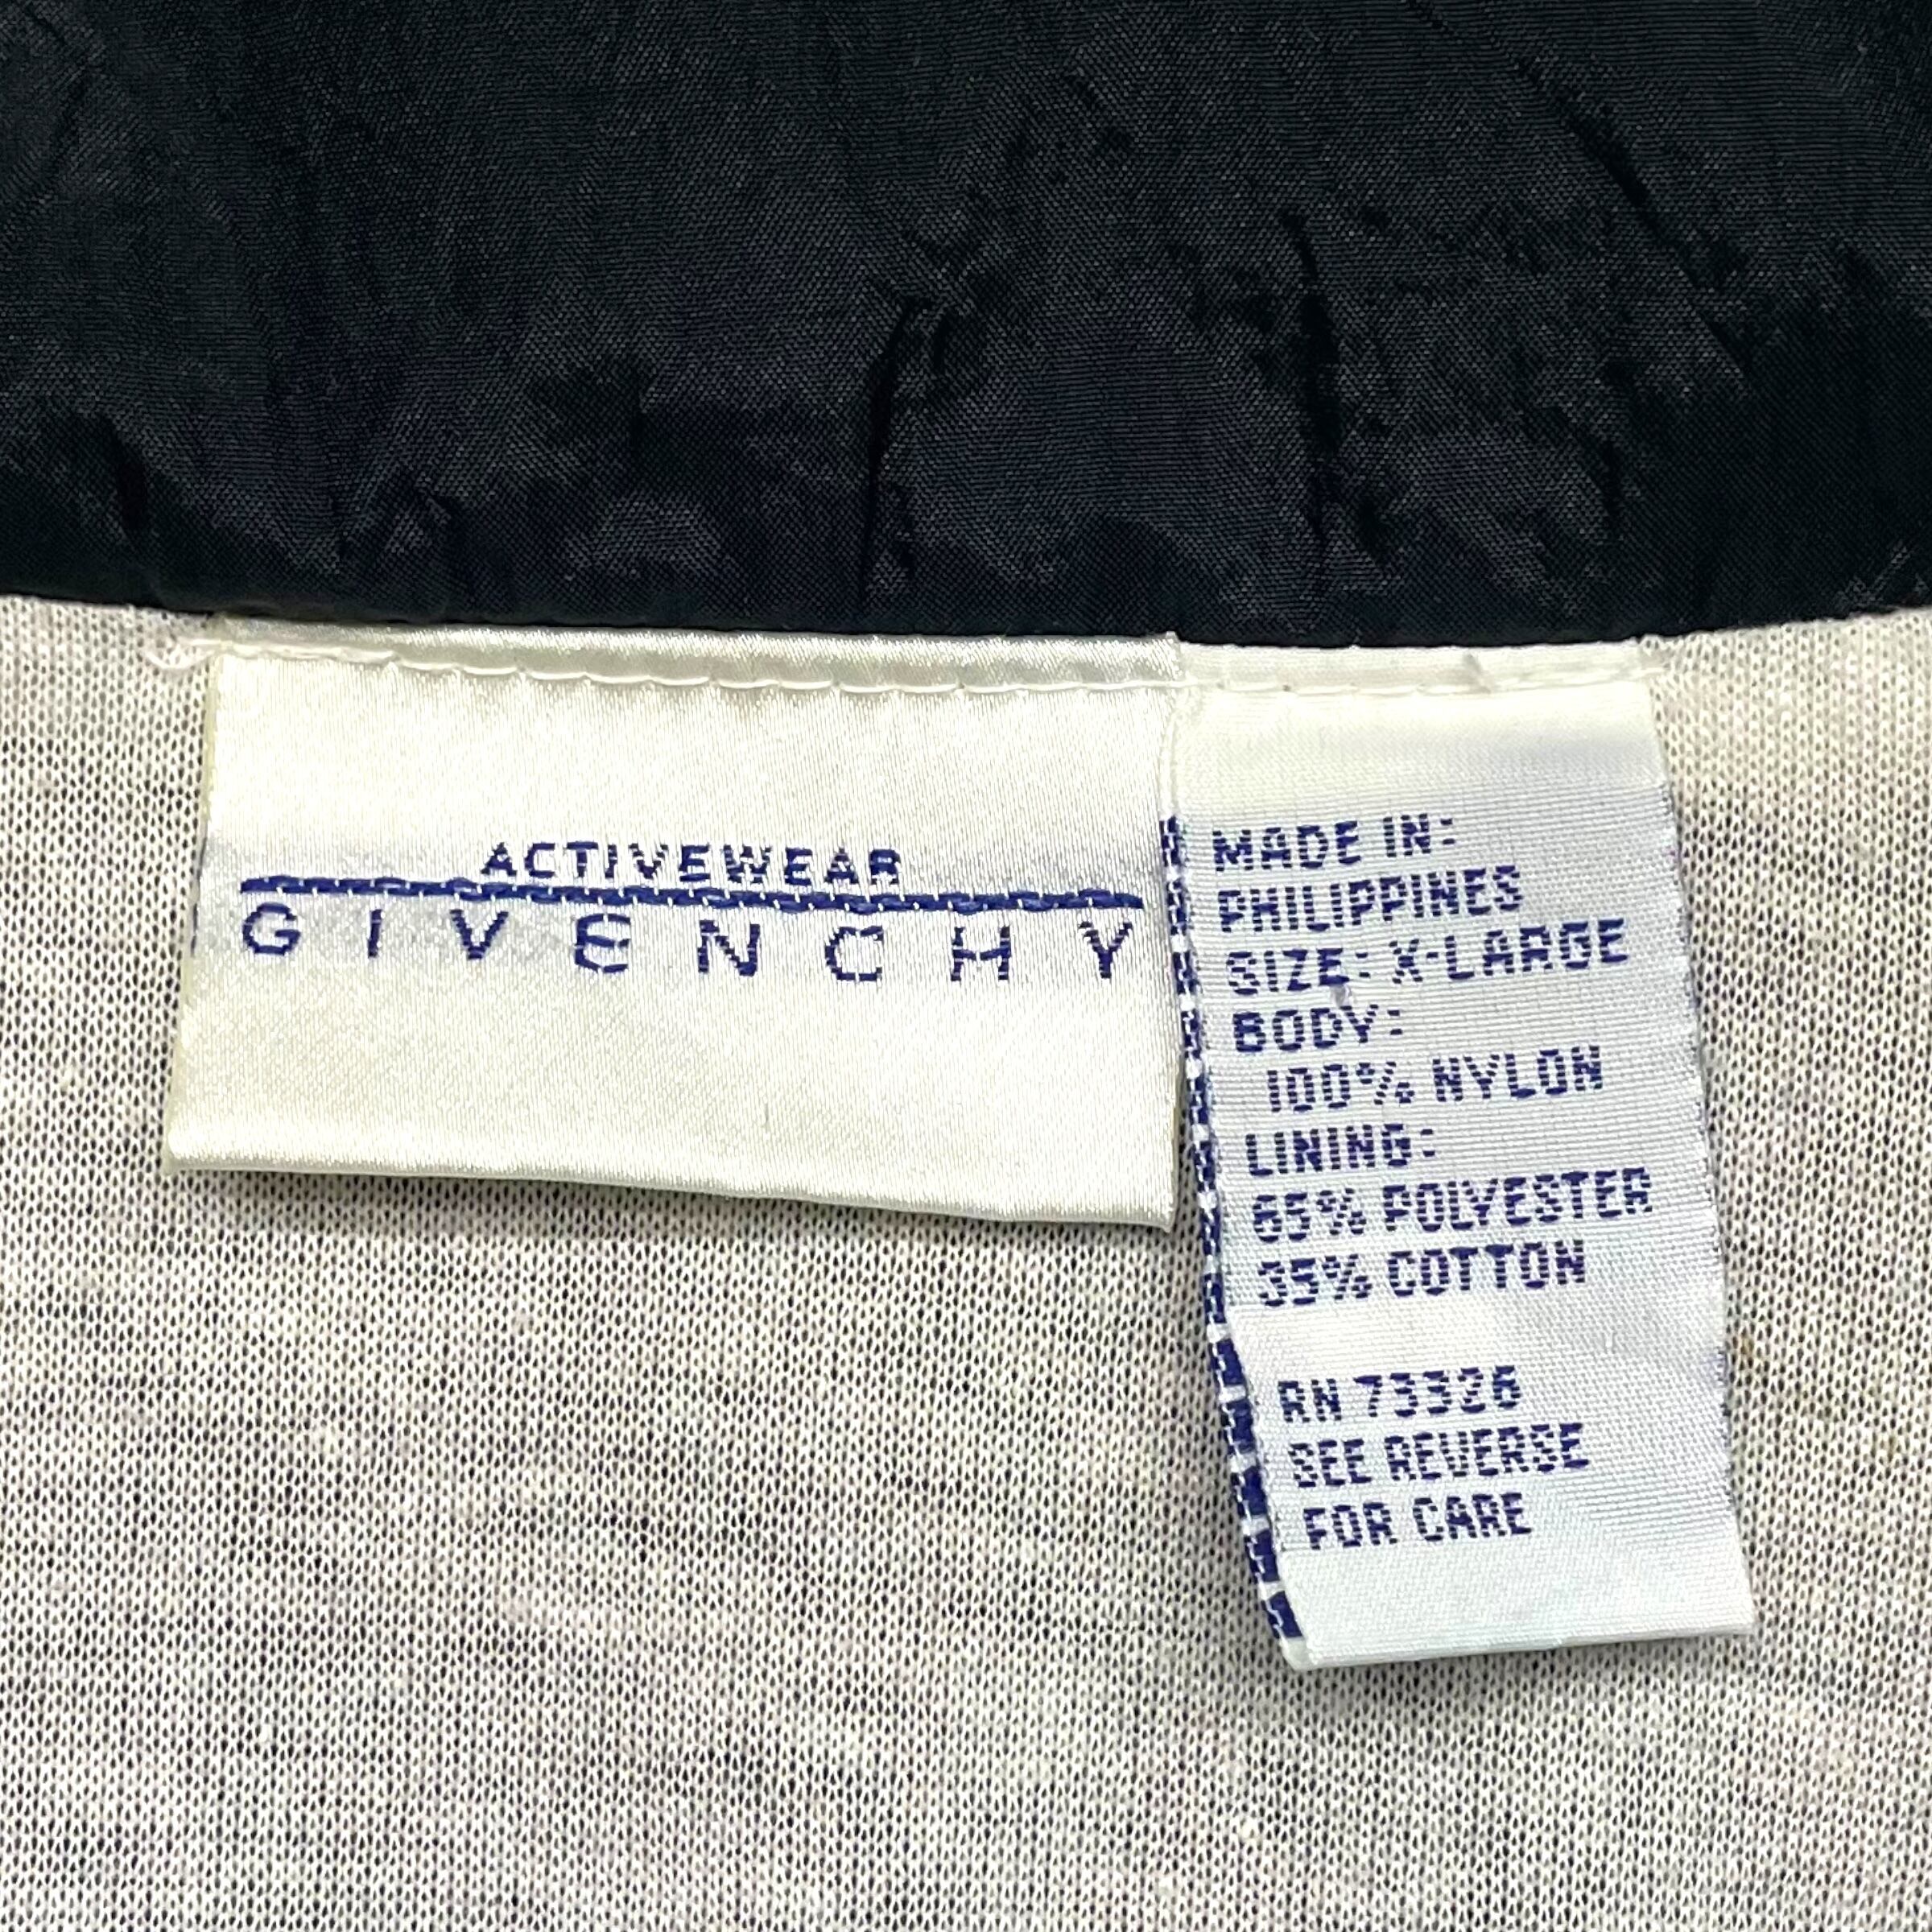 ACTIVEWEAR
GIVENCHY
MADE IN:
PHILIPPINES
SIZE: X-LARGE
BODY:
100% NYLON
LINING:
65% POLYESTER
35% COTTON
RN 73326
SEE REVERSE
FOR CARE